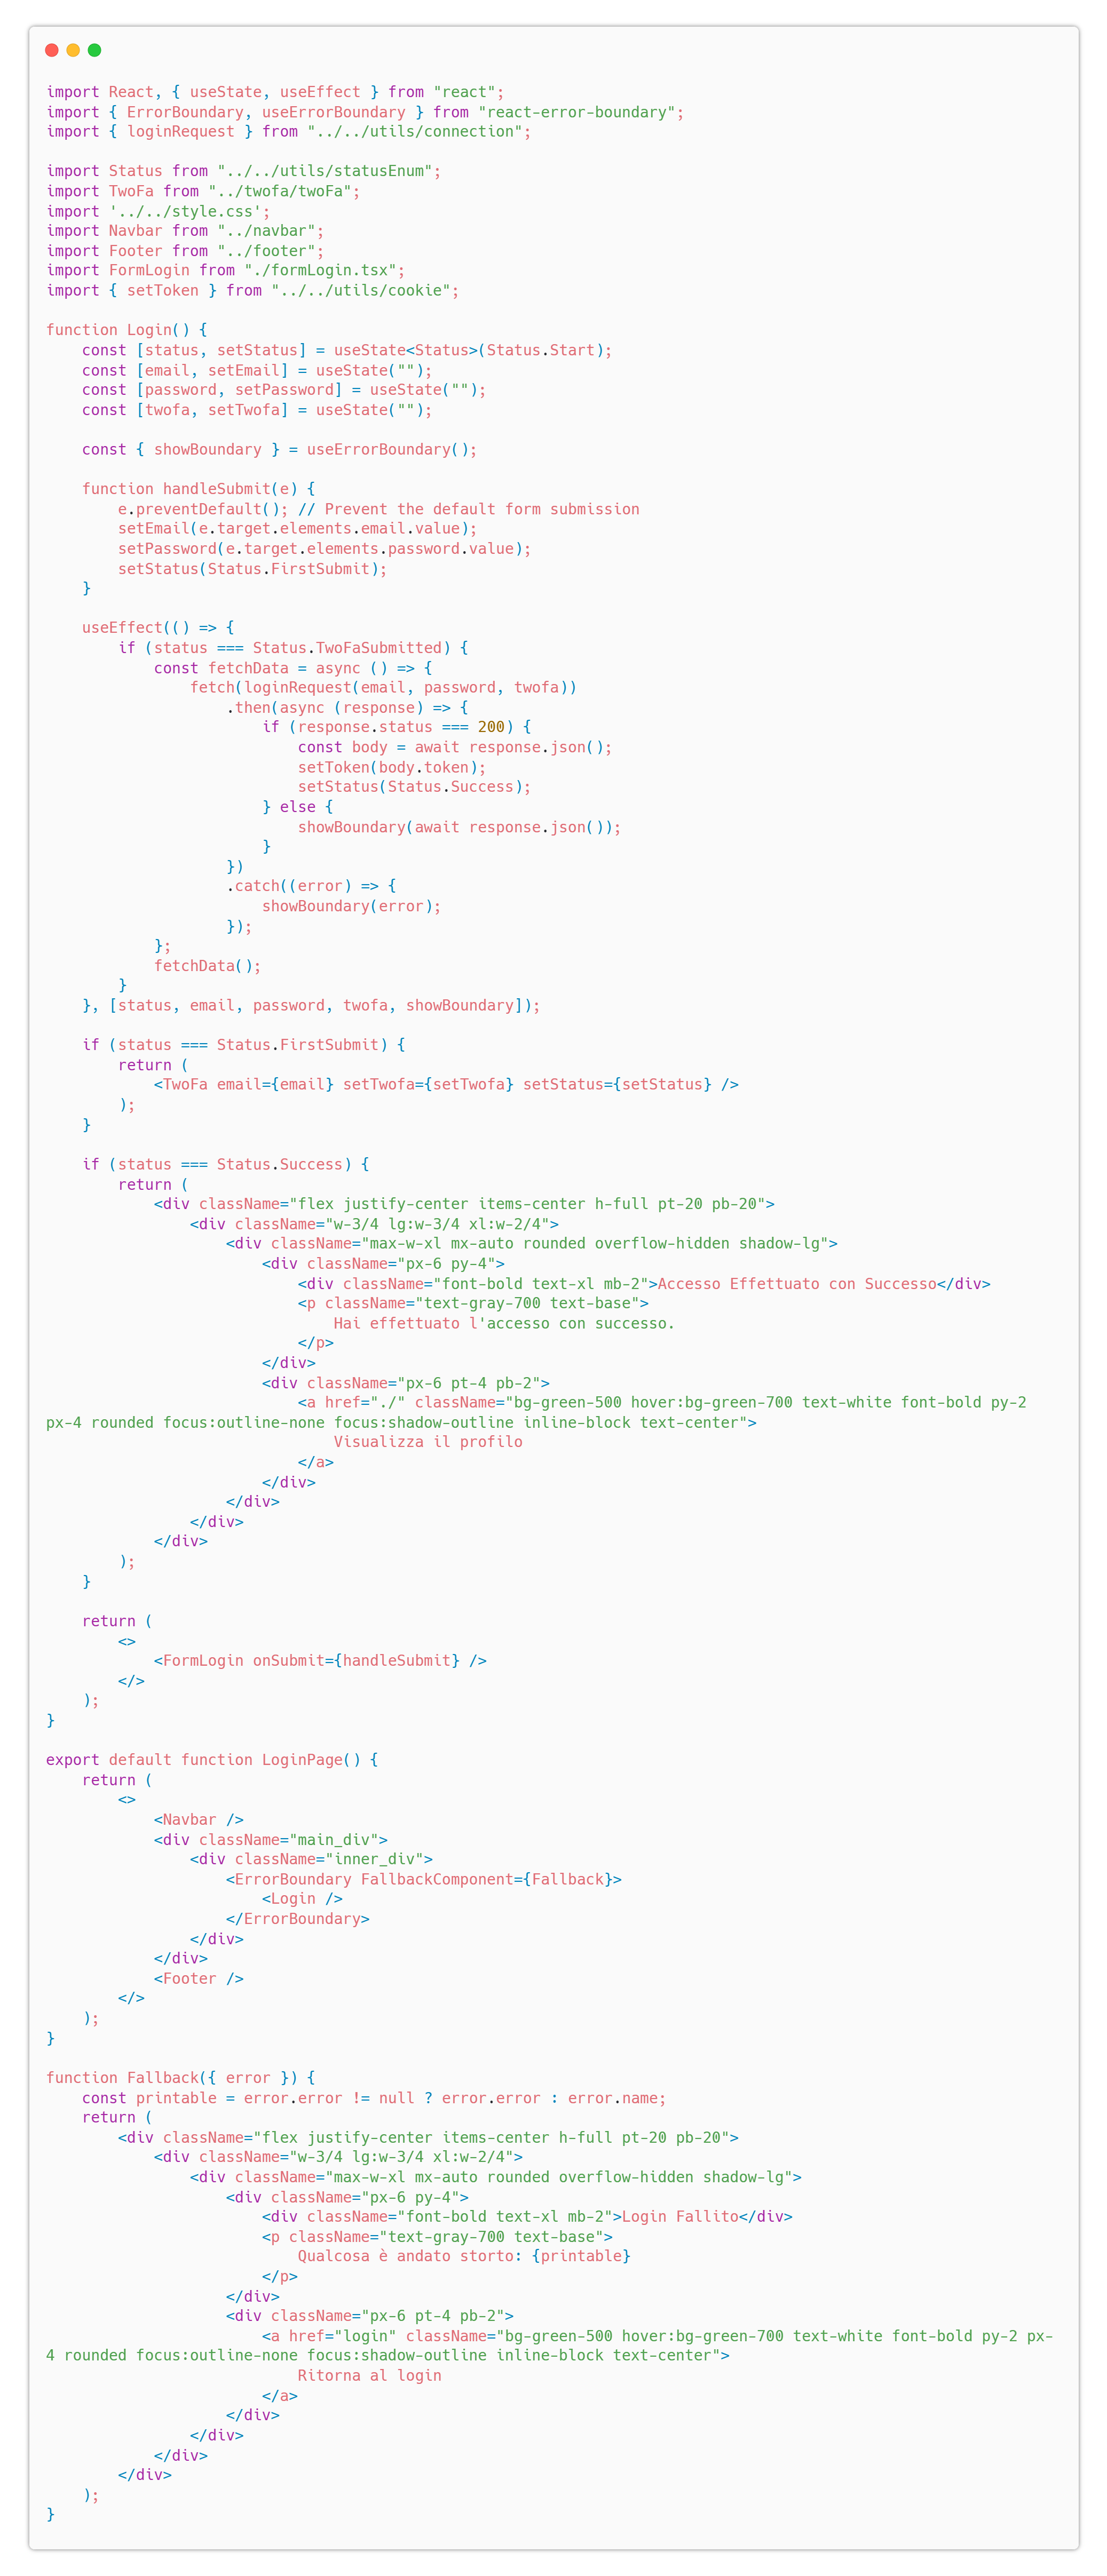 import React, { useState, useEffect } from "react";
import { ErrorBoundary, useErrorBoundary } from "react-error-boundary";
import { loginRequest } from "../../utils/connection";

import Status from "../../utils/statusEnum";
import TwoFa from "../twofa/twoFa";
import '../../style.css';
import Navbar from "../navbar";
import Footer from "../footer";
import FormLogin from "./formLogin.tsx";
import { setToken } from "../../utils/cookie";

function Login() {
    const [status, setStatus] = useState<Status>(Status.Start);
    const [email, setEmail] = useState("");
    const [password, setPassword] = useState("");
    const [twofa, setTwofa] = useState("");

    const { showBoundary } = useErrorBoundary();

    function handleSubmit(e) {
        e.preventDefault(); // Prevent the default form submission
        setEmail(e.target.elements.email.value);
        setPassword(e.target.elements.password.value);
        setStatus(Status.FirstSubmit);
    }

    useEffect(() => {
        if (status === Status.TwoFaSubmitted) {
            const fetchData = async () => {
                fetch(loginRequest(email, password, twofa))
                    .then(async (response) => {
                        if (response.status === 200) {
                            const body = await response.json();
                            setToken(body.token);
                            setStatus(Status.Success);
                        } else {
                            showBoundary(await response.json());
                        }
                    })
                    .catch((error) => {
                        showBoundary(error);
                    });
            };
            fetchData();
        }
    }, [status, email, password, twofa, showBoundary]);

    if (status === Status.FirstSubmit) {
        return (
            <TwoFa email={email} setTwofa={setTwofa} setStatus={setStatus} />
        );
    }

    if (status === Status.Success) {
        return (
            <div className="flex justify-center items-center h-full pt-20 pb-20">
                <div className="w-3/4 lg:w-3/4 xl:w-2/4">
                    <div className="max-w-xl mx-auto rounded overflow-hidden shadow-lg">
                        <div className="px-6 py-4">
                            <div className="font-bold text-xl mb-2">Accesso Effettuato con Successo</div>
                            <p className="text-gray-700 text-base">
                                Hai effettuato l'accesso con successo.
                            </p>
                        </div>
                        <div className="px-6 pt-4 pb-2">
                            <a href="./" className="bg-green-500 hover:bg-green-700 text-white font-bold py-2
px-4 rounded focus:outline-none focus:shadow-outline inline-block text-center">
                                Visualizza il profilo
                            </a>
                        </div>
                    </div>
                </div>
            </div>
        );
    }

    return (
        <>
            <FormLogin onSubmit={handleSubmit} />
        </>
    );
}

export default function LoginPage() {
    return (
        <>
            <Navbar />
            <div className="main_div">
                <div className="inner_div">
                    <ErrorBoundary FallbackComponent={Fallback}>
                        <Login />
                    </ErrorBoundary>
                </div>
            </div>
            <Footer />
        </>
    );
}

function Fallback({ error }) {
    const printable = error.error != null ? error.error : error.name;
    return (
        <div className="flex justify-center items-center h-full pt-20 pb-20">
            <div className="w-3/4 lg:w-3/4 xl:w-2/4">
                <div className="max-w-xl mx-auto rounded overflow-hidden shadow-lg">
                    <div className="px-6 py-4">
                        <div className="font-bold text-xl mb-2">Login Fallito</div>
                        <p className="text-gray-700 text-base">
                            Qualcosa è andato storto: {printable}
                        </p>
                    </div>
                    <div className="px-6 pt-4 pb-2">
                        <a href="login" className="bg-green-500 hover:bg-green-700 text-white font-bold py-2 px-
4 rounded focus:outline-none focus:shadow-outline inline-block text-center">
                            Ritorna al login
                        </a>
                    </div>
                </div>
            </div>
        </div>
    );
}